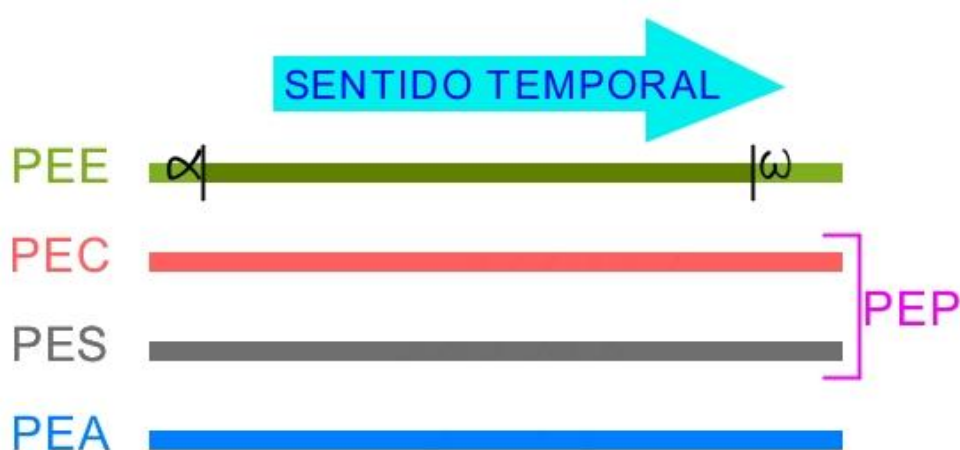 SENTIDO TEMPORAL
PEE
α
ω
PEC
PEP
PES
PEA